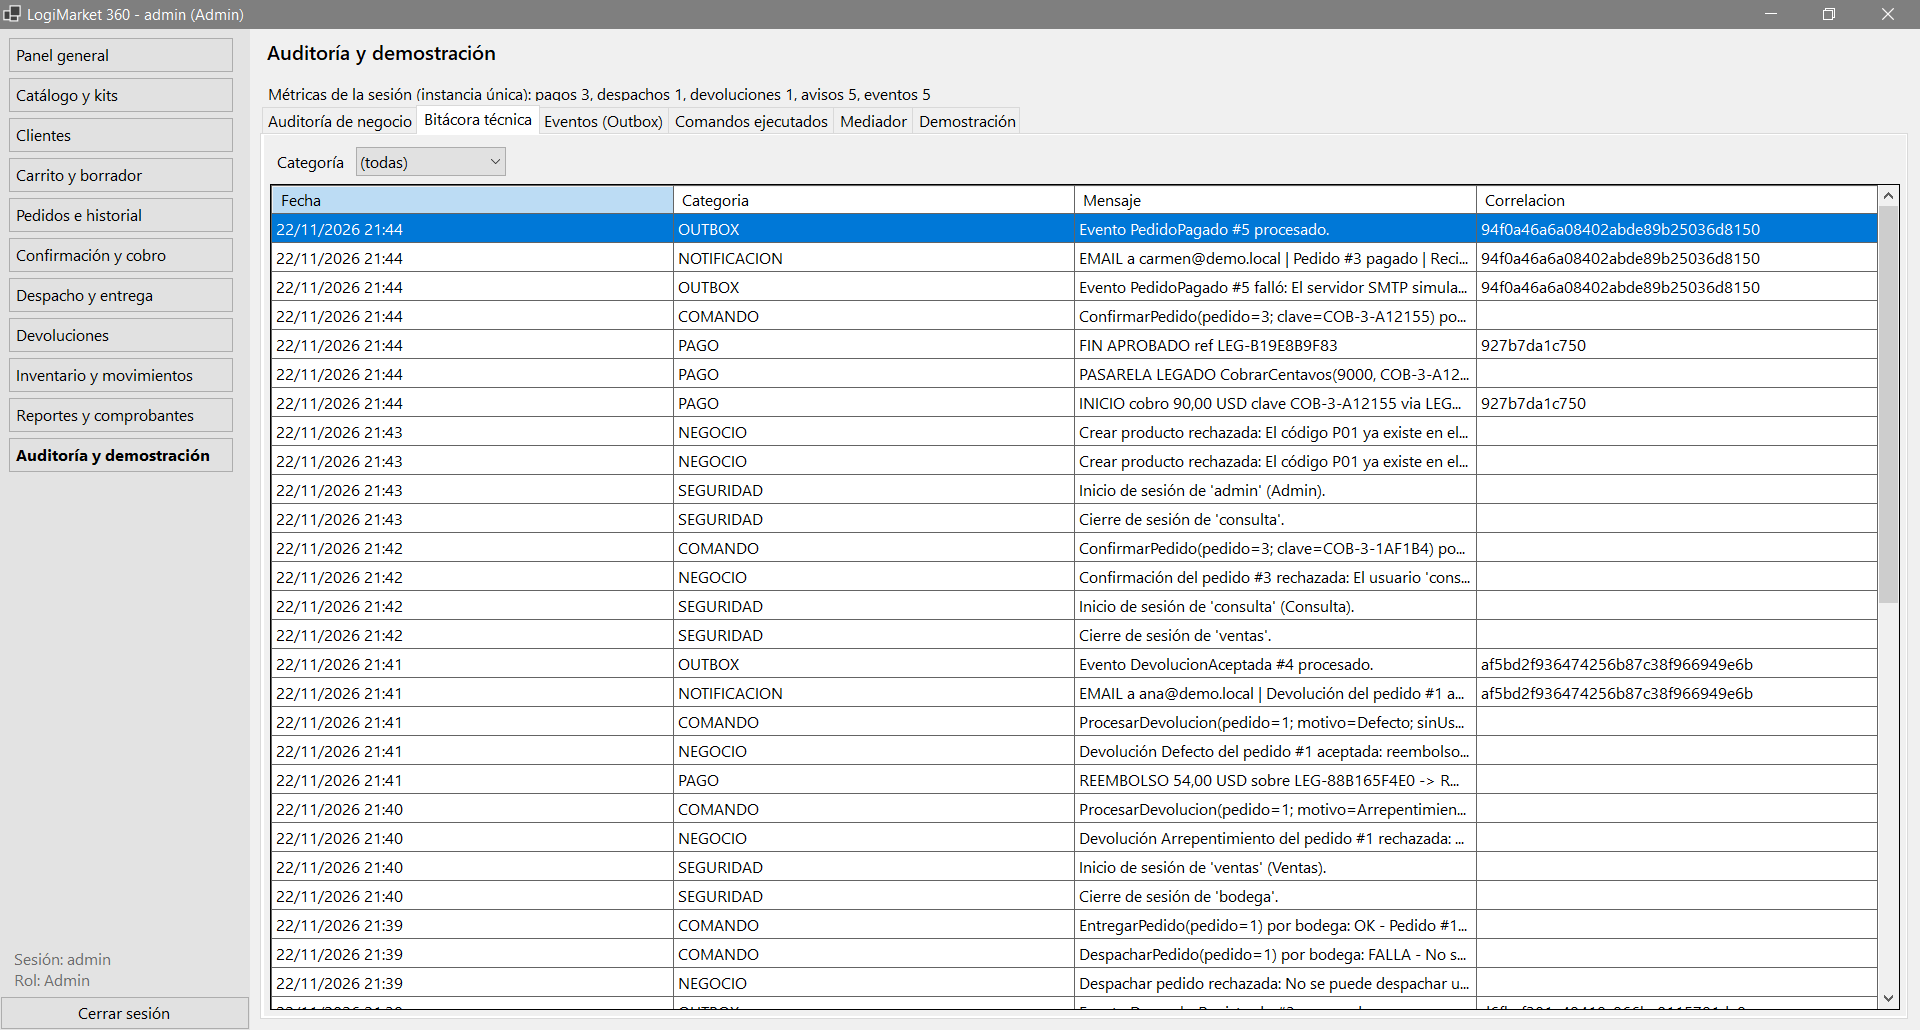 LogiMarket 360 - admin (Admin)
Panel general
Catálogo y kits
Clientes
Carrito y borrador
Pedidos e historial
Confirmación y cobro
Despacho y entrega
Devoluciones
Inventario y movimientos
Reportes y comprobantes
Auditoría y demostración
Sesión: admin
Rol: Admin
Cerrar sesión
Auditoría y demostración
Métricas de la sesión (instancia única): pagos 3, despachos 1, devoluciones 1, avisos 5, eventos 5
Auditoría de negocio Bitácora técnica Eventos (Outbox) Comandos ejecutados Mediador Demostración
Categoría (todas)
Fecha Categoria Mensaje Correlacion
22/11/2026 21:44 OUTBOX Evento PedidoPagado #5 procesado. 94f0a46a6a08402abde89b25036d8150
22/11/2026 21:44 NOTIFICACION EMAIL a carmen@demo.local | Pedido #3 pagado | Reci... 94f0a46a6a08402abde89b25036d8150
22/11/2026 21:44 OUTBOX Evento PedidoPagado #5 falló: El servidor SMTP simula... 94f0a46a6a08402abde89b25036d8150
22/11/2026 21:44 COMANDO ConfirmarPedido(pedido=3; clave=COB-3-A12155) po...
22/11/2026 21:44 PAGO FIN APROBADO ref LEG-B19E8B9F83 927b7da1c750
22/11/2026 21:44 PAGO PASARELA LEGADO CobrarCentavos(9000, COB-3-A12...
22/11/2026 21:44 PAGO INICIO cobro 90,00 USD clave COB-3-A12155 via LEG... 927b7da1c750
22/11/2026 21:43 NEGOCIO Crear producto rechazada: El código P01 ya existe en el...
22/11/2026 21:43 NEGOCIO Crear producto rechazada: El código P01 ya existe en el...
22/11/2026 21:43 SEGURIDAD Inicio de sesión de 'admin' (Admin).
22/11/2026 21:43 SEGURIDAD Cierre de sesión de 'consulta'.
22/11/2026 21:42 COMANDO ConfirmarPedido(pedido=3; clave=COB-3-1AF1B4) po...
22/11/2026 21:42 NEGOCIO Confirmación del pedido #3 rechazada: El usuario 'cons...
22/11/2026 21:42 SEGURIDAD Inicio de sesión de 'consulta' (Consulta).
22/11/2026 21:42 SEGURIDAD Cierre de sesión de 'ventas'.
22/11/2026 21:41 OUTBOX Evento DevolucionAceptada #4 procesado. af5bd2f936474256b87c38f966949e6b
22/11/2026 21:41 NOTIFICACION EMAIL a ana@demo.local | Devolución del pedido #1 a... af5bd2f936474256b87c38f966949e6b
22/11/2026 21:41 COMANDO ProcesarDevolucion(pedido=1; motivo=Defecto; sinUs...
22/11/2026 21:41 NEGOCIO Devolución Defecto del pedido #1 aceptada: reembolso...
22/11/2026 21:41 PAGO REEMBOLSO 54,00 USD sobre LEG-88B165F4E0 -> R...
22/11/2026 21:40 COMANDO ProcesarDevolucion(pedido=1; motivo=Arrepentimien...
22/11/2026 21:40 NEGOCIO Devolución Arrepentimiento del pedido #1 rechazada: ...
22/11/2026 21:40 SEGURIDAD Inicio de sesión de 'ventas' (Ventas).
22/11/2026 21:40 SEGURIDAD Cierre de sesión de 'bodega'.
22/11/2026 21:39 COMANDO EntregarPedido(pedido=1) por bodega: OK - Pedido #1...
22/11/2026 21:39 COMANDO DespacharPedido(pedido=1) por bodega: FALLA - No s...
22/11/2026 21:39 NEGOCIO Despachar pedido rechazada: No se puede despachar u...